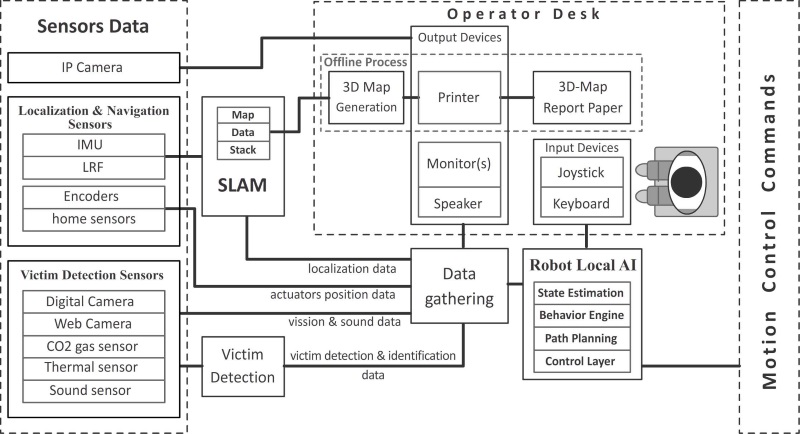 Sensors Data
IP Camera
Localization & Navigation
Sensors
IMU
LRF
Encoders
home sensors
Victim Detection Sensors
Digital Camera
Web Camera
CO2 gas sensor
Thermal sensor
Sound sensor
Map
Data
Stack
SLAM
Victim
Detection
Operator Desk
Output Devices
Offline Process
3D Map
Generation
Printer
3D-Map
Report Paper
Monitor(s)
Speaker
Input Devices
Joystick
Keyboard
localization data
actuators position data
vission & sound data
victim detection & identification
data
Data
gathering
Robot Local AI
State Estimation
Behavior Engine
Path Planning
Control Layer
Motion Control Commands